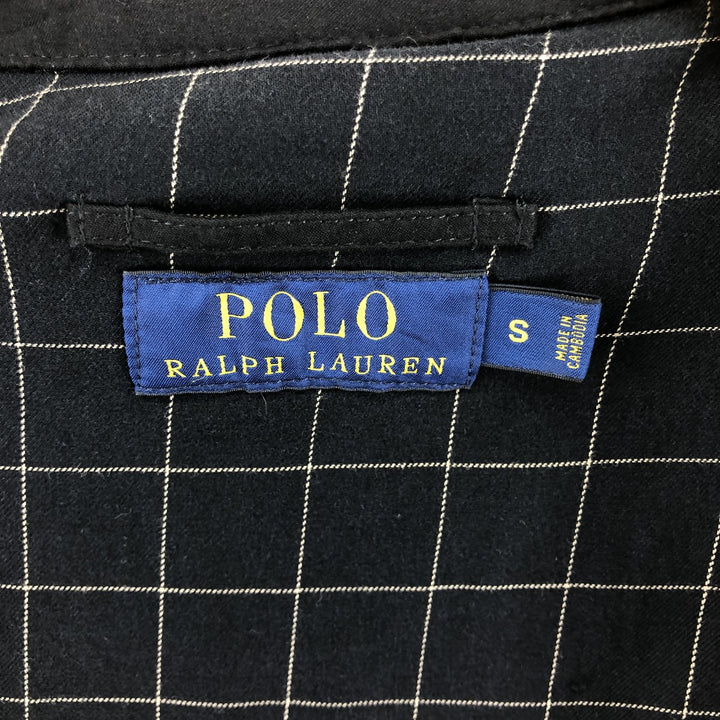 POLO
RALPH LAUREN
S
MADE IN
CAMBODIA